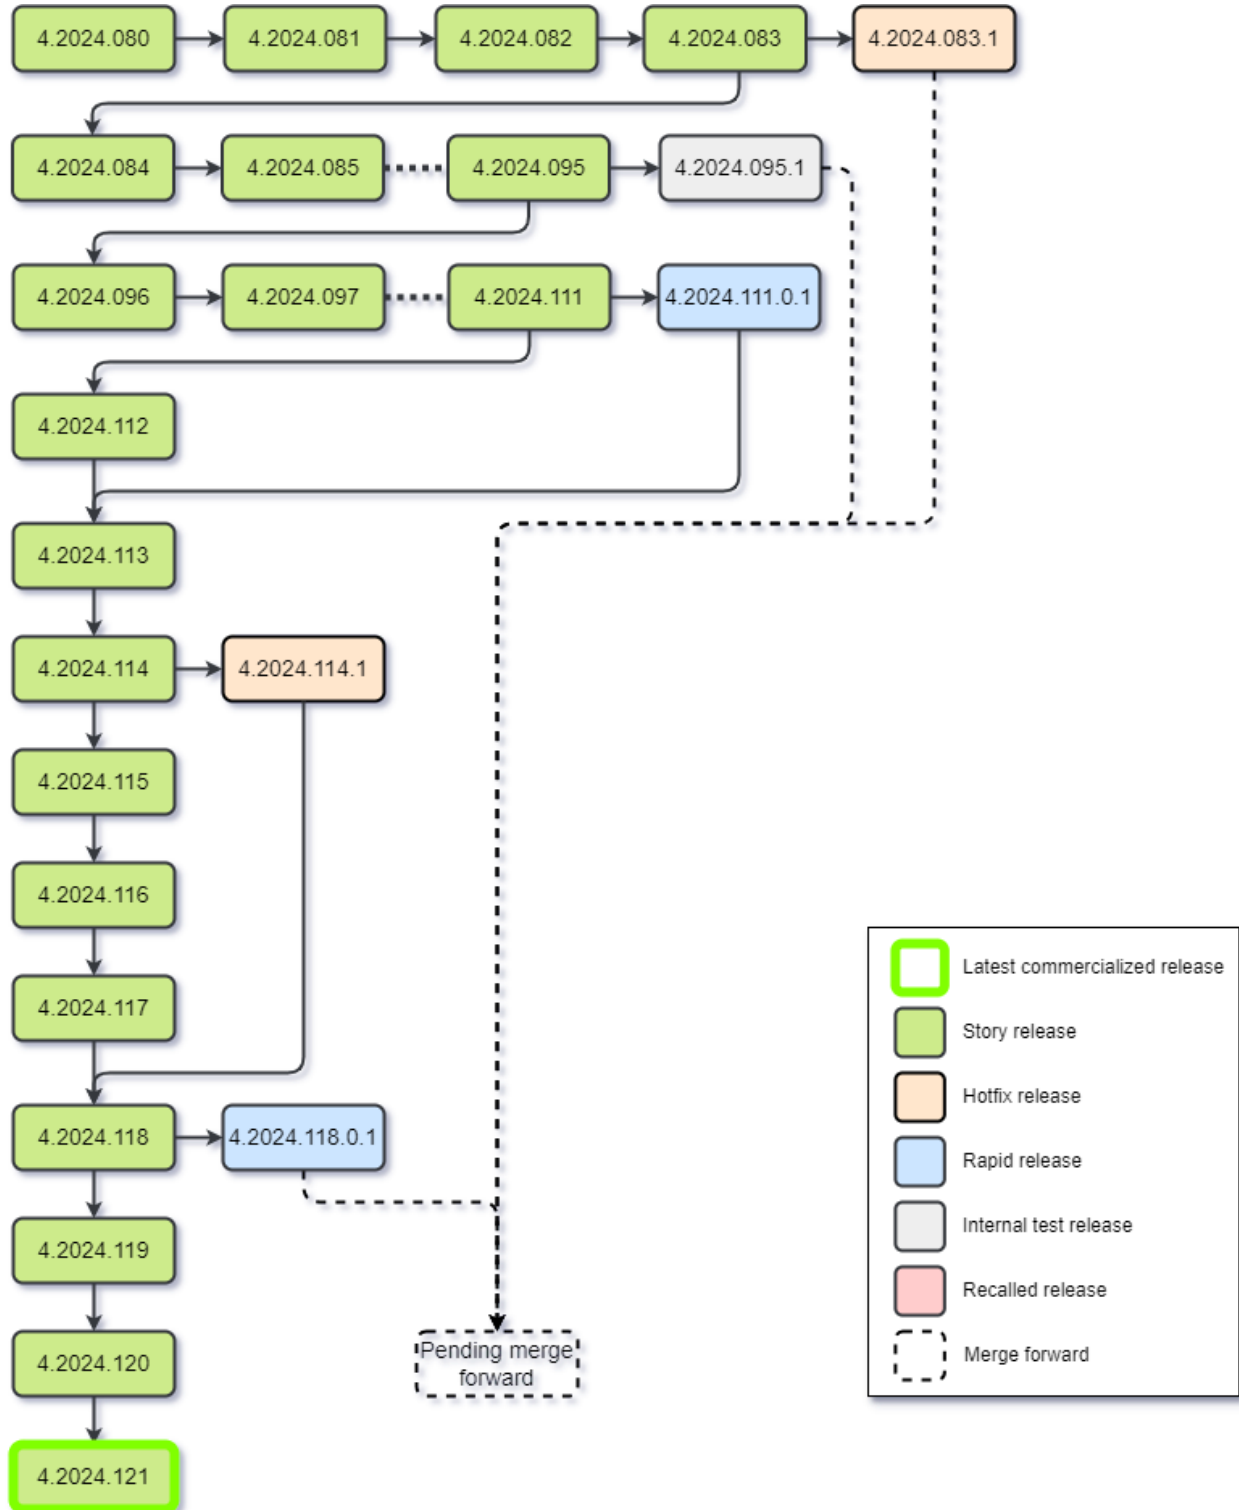 4.2024.080
4.2024.081
4.2024.082
4.2024.083
4.2024.083.1
4.2024.084
4.2024.085
4.2024.095
4.2024.095.1
4.2024.096
4.2024.097
4.2024.111
4.2024.111.0.1
4.2024.112
4.2024.113
4.2024.114
4.2024.114.1
4.2024.115
4.2024.116
4.2024.117
4.2024.118
4.2024.118.0.1
4.2024.119
4.2024.120
Pending merge
forward
4.2024.121
Latest commercialized release
Story release
Hotfix release
Rapid release
Internal test release
Recalled release
Merge forward